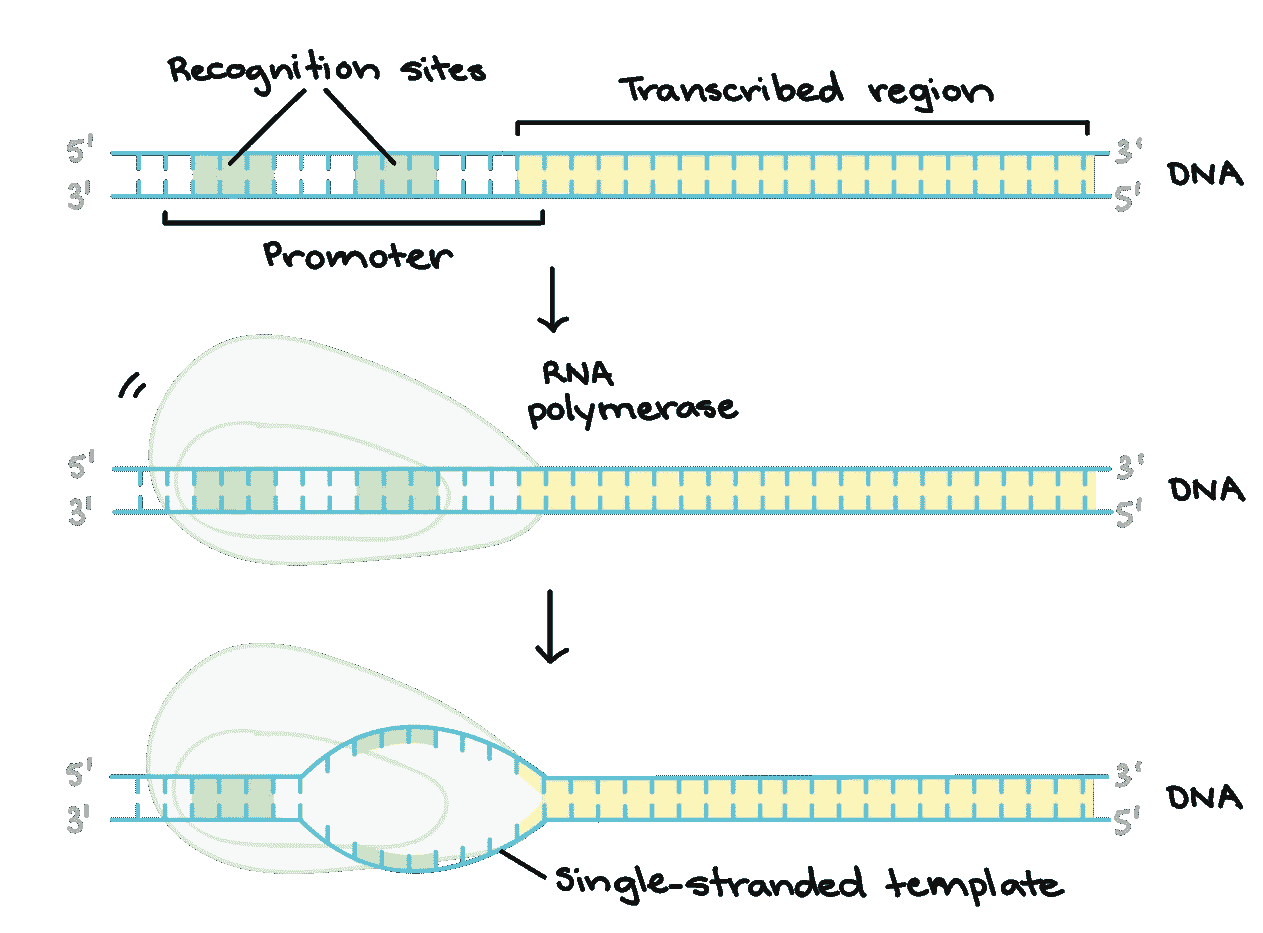 Recognition sites
Transcribed region
5' 3'
3' 5'
DNA
Promoter
RNA
polymerase
5' 3'
3' 5'
DNA
5' 3'
3' 5'
DNA
Single-stranded template